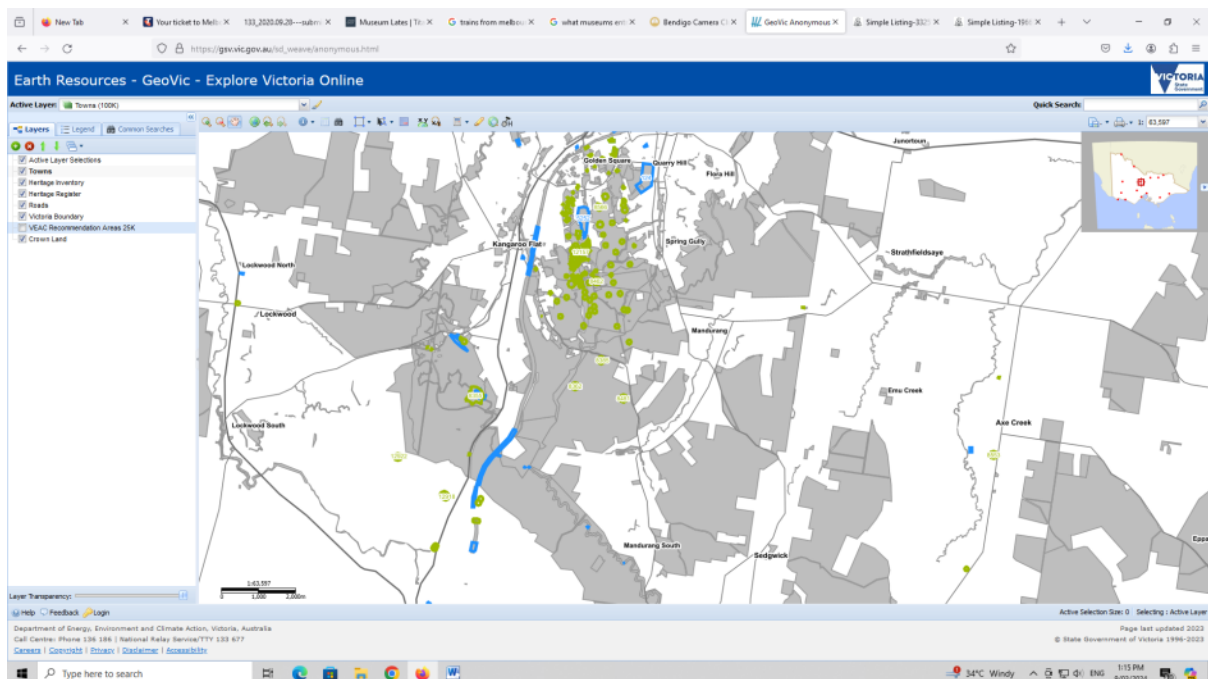 New Tab
Your ticket to Melb
133_2020.09.28---subm
Museum Lates | Ti
trains from melbou
what museums en
Bendigo Camera C
GeoVic Anonymous
Simple Listing-332
Simple Listing-198
https://gsv.vic.gov.au/sd_weave/anonymous.html
Earth Resources - GeoVic - Explore Victoria Online
VICTORIA
State
Government
Active Layer:
Towns (100K)
Quick Search:
Layers
Legend
Common Searches
1:
63,597
Active Layer Selections
Towns
Heritage Inventory
Heritage Register
Roads
Victoria Boundary
VEAC Recommendation Areas 25K
Crown Land
Junortoun
Golden Square
Quarry Hill
Flora Hill
Kangaroo Flat
Spring Gully
Strathfieldsaye
Lockwood North
Lockwood
Mandurang
Emu Creek
Lockwood South
Axe Creek
Mandurang South
Sedgwick
Eppa
1:63,597
0 1,000 2,000m
Layer Transparency:
Help
Feedback
Login
Active Selection Size: 0 Selecting : Active Layer
Department of Energy, Environment and Climate Action, Victoria, Australia
Page last updated 2023
Call Centre: Phone 136 186 | National Relay Service/TTY 133 677
© State Government of Victoria 1996-2023
Careers | Copyright | Privacy | Disclaimer | Accessibility
Type here to search
34°C Windy
ENG
1:15 PM